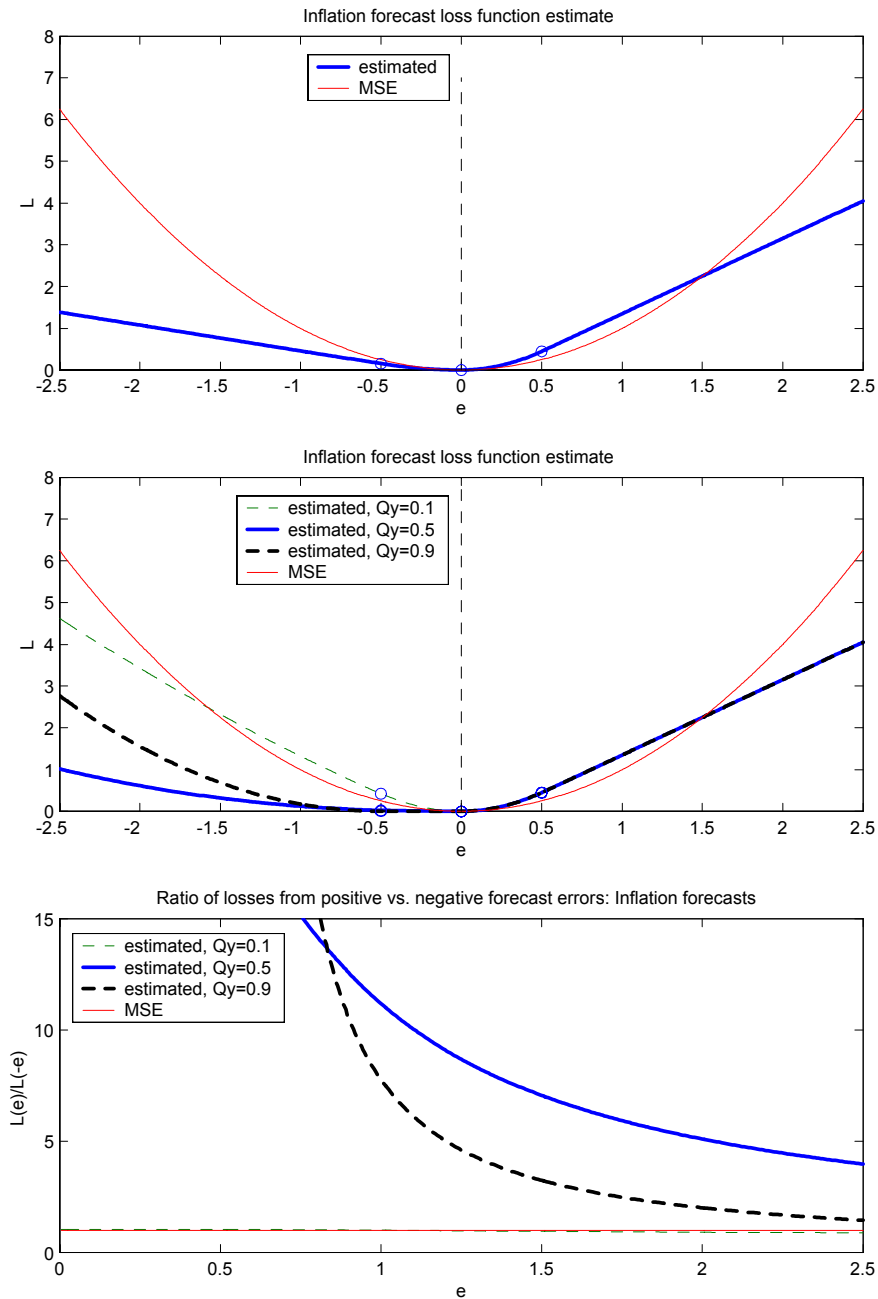 Inflation forecast loss function estimate
8
7
6
5
4
3
2
1
0
L
estimated
MSE
-2.5 -2 -1.5 -1 -0.5 0 0.5 1 1.5 2 2.5
e
Inflation forecast loss function estimate
8
7
6
5
4
3
2
1
0
L
estimated, Qy=0.1
estimated, Qy=0.5
estimated, Qy=0.9
MSE
-2.5 -2 -1.5 -1 -0.5 0 0.5 1 1.5 2 2.5
e
Ratio of losses from positive vs. negative forecast errors: Inflation forecasts
15
10
5
0
L(e)/L(-e)
estimated, Qy=0.1
estimated, Qy=0.5
estimated, Qy=0.9
MSE
0 0.5 1 1.5 2 2.5
e